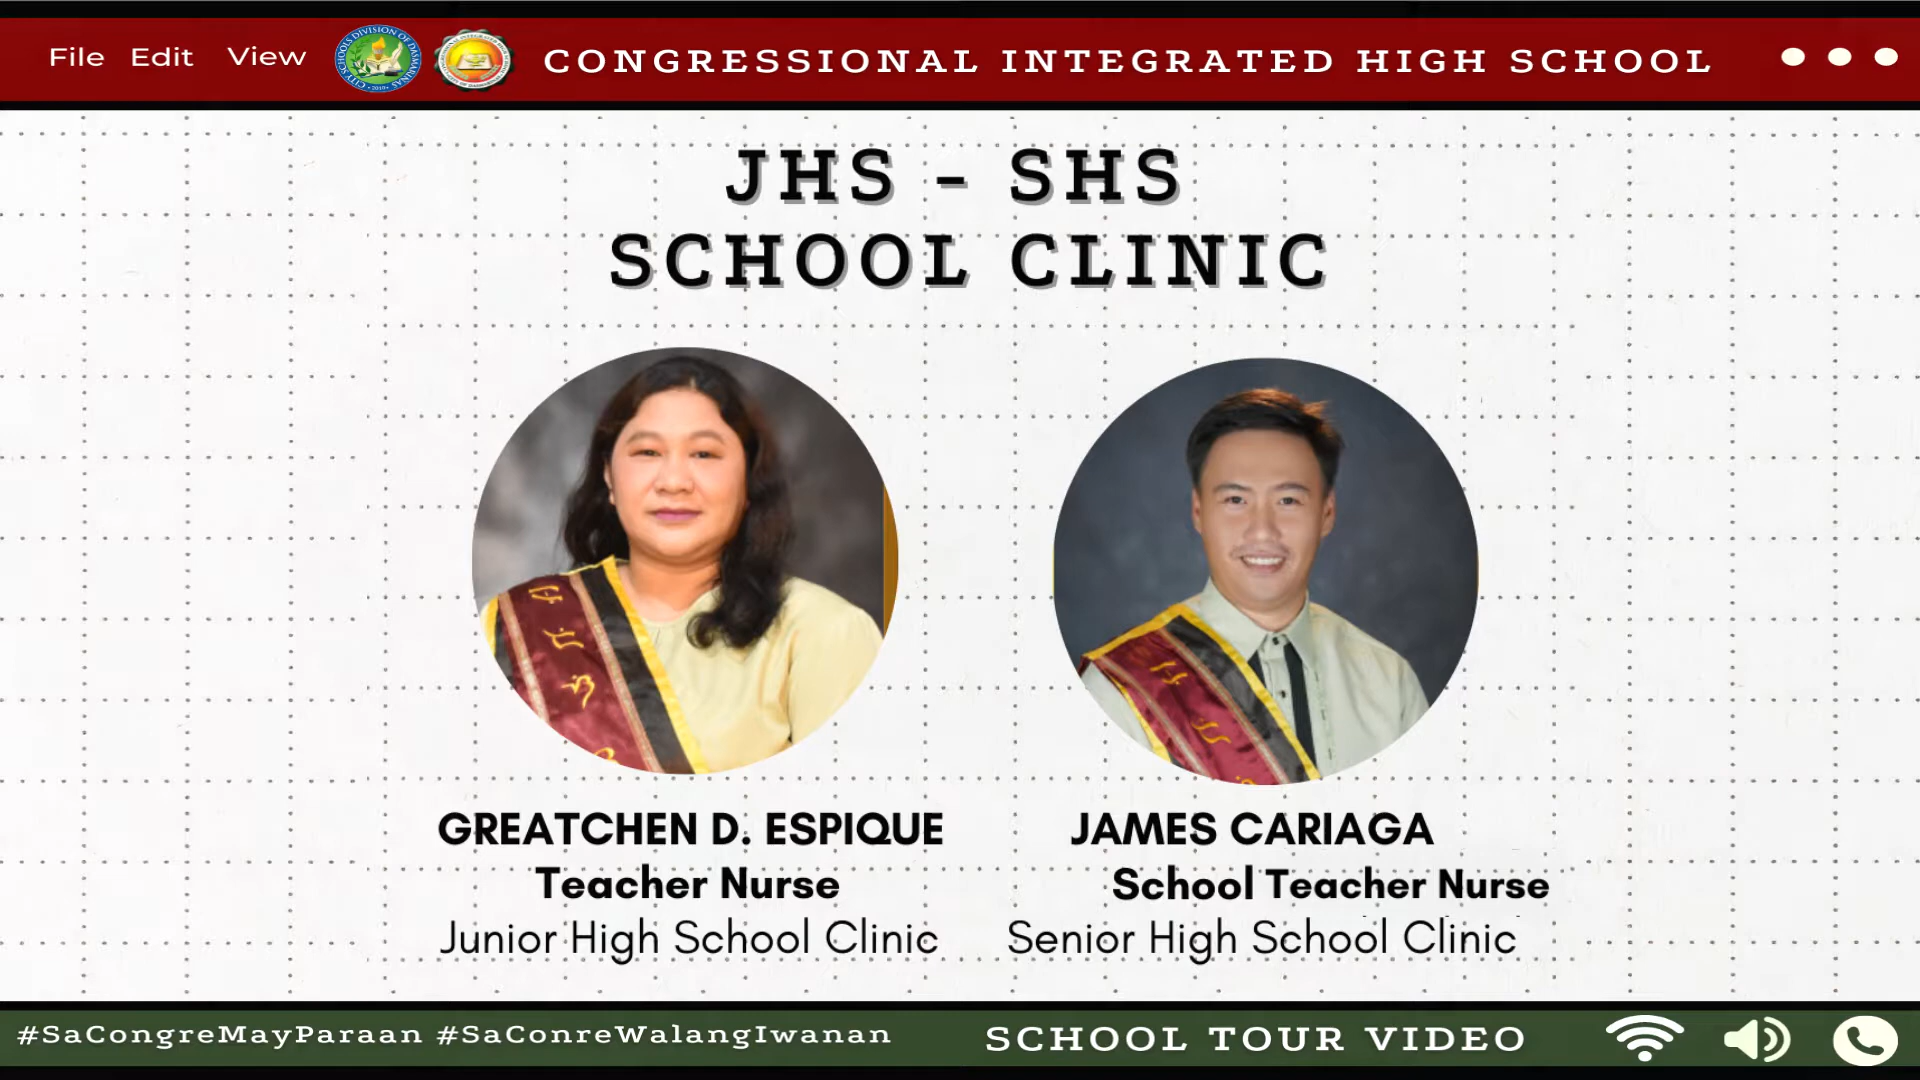 File Edit View CONGRESSIONAL INTEGRATED HIGH SCHOOL
JHS - SHS
SCHOOL CLINIC
GREATCHEN D. ESPIQUE
Teacher Nurse
Junior High School Clinic
JAMES CARIAGA
School Teacher Nurse
Senior High School Clinic
#SaCongreMayParaan #SaConreWalangIwanan SCHOOL TOUR VIDEO